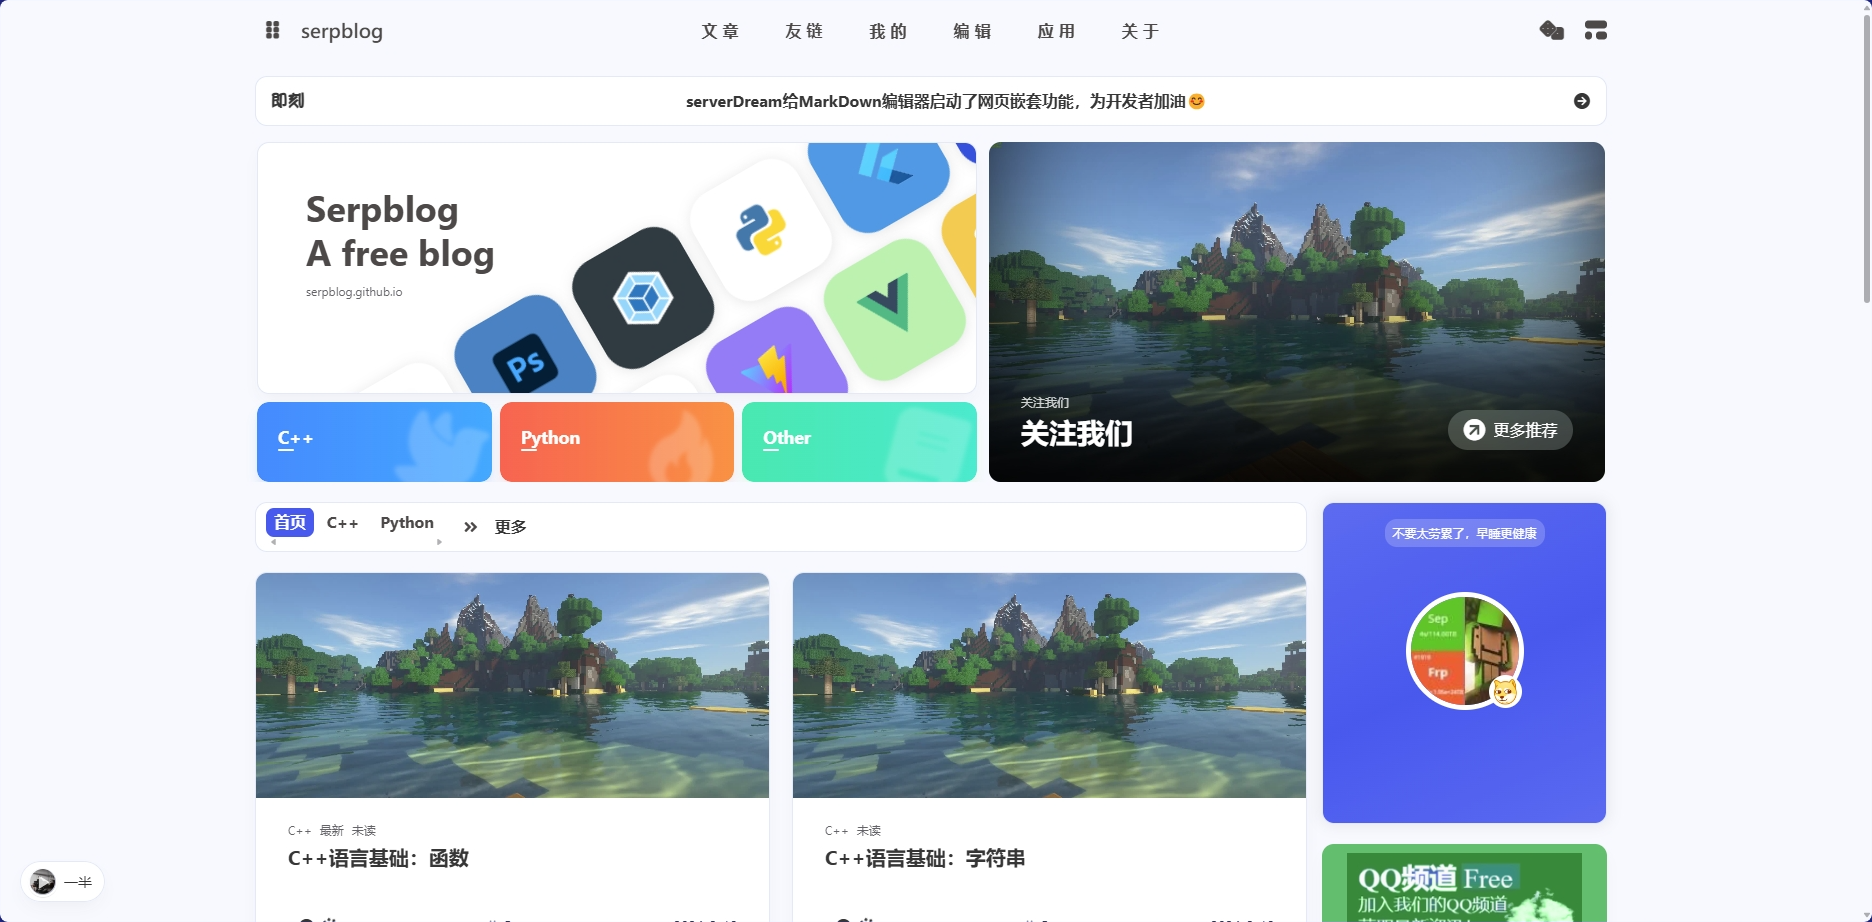 serpblog
文章 友链 我的 编辑 应用 关于
即刻
serverDream给MarkDown编辑器启动了网页嵌套功能，为开发者加油😊
Serpblog
A free blog
serpblog.github.io
Ps
关注我们
关注我们
更多推荐
C++
Python
Other
首页 C++ Python 更多
不要太劳累了，早睡更健康
Sep
Frp
C++ 最新 未读
C++语言基础：函数
C++ 未读
C++语言基础：字符串
QQ频道 Free
加入我们的QQ频道
一半